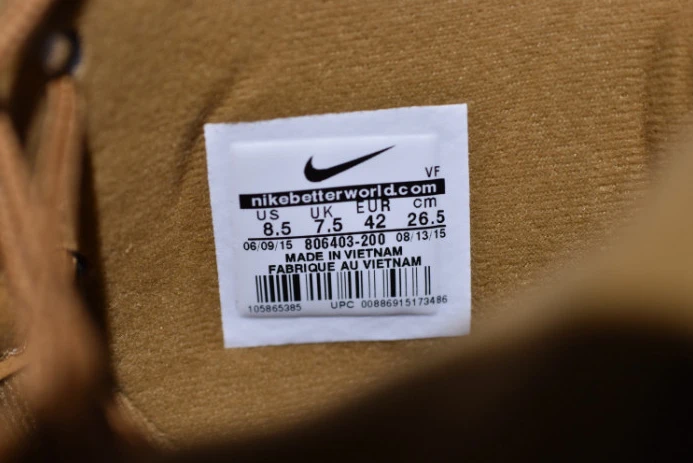 VF
nikebetterworld.com
US UK EUR cm
8.5 7.5 42 26.5
06/09/15 806403-200 08/13/15
MADE IN VIETNAM
FABRIQUE AU VIETNAM
105865385 UPC 00886915173486